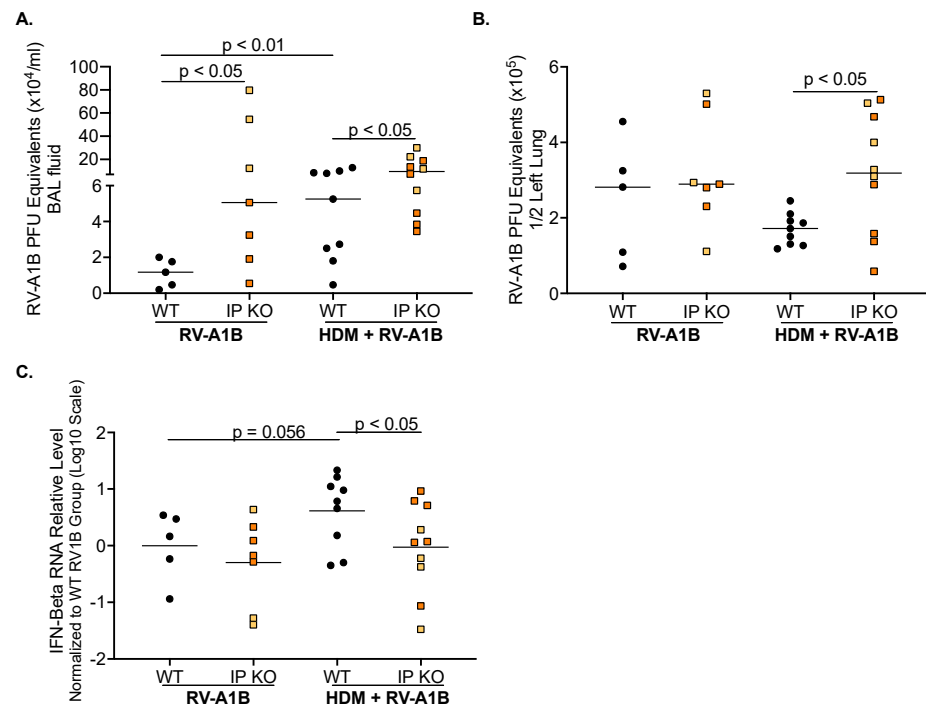 A.
p < 0.01
p < 0.05
p < 0.05
RV-A1B PFU Equivalents (x10⁴/ml)
BAL fluid
100
80
60
40
20
6
4
2
0
WT
IP KO
WT
IP KO
RV-A1B
HDM + RV-A1B
B.
p < 0.05
RV-A1B PFU Equivalents (x10⁵)
1/2 Left Lung
6
4
2
0
WT
IP KO
WT
IP KO
RV-A1B
HDM + RV-A1B
C.
p = 0.056
p < 0.05
IFN-Beta RNA Relative Level
Normalized to WT RV1B Group (Log10 Scale)
2
1
0
-1
-2
WT
IP KO
WT
IP KO
RV-A1B
HDM + RV-A1B